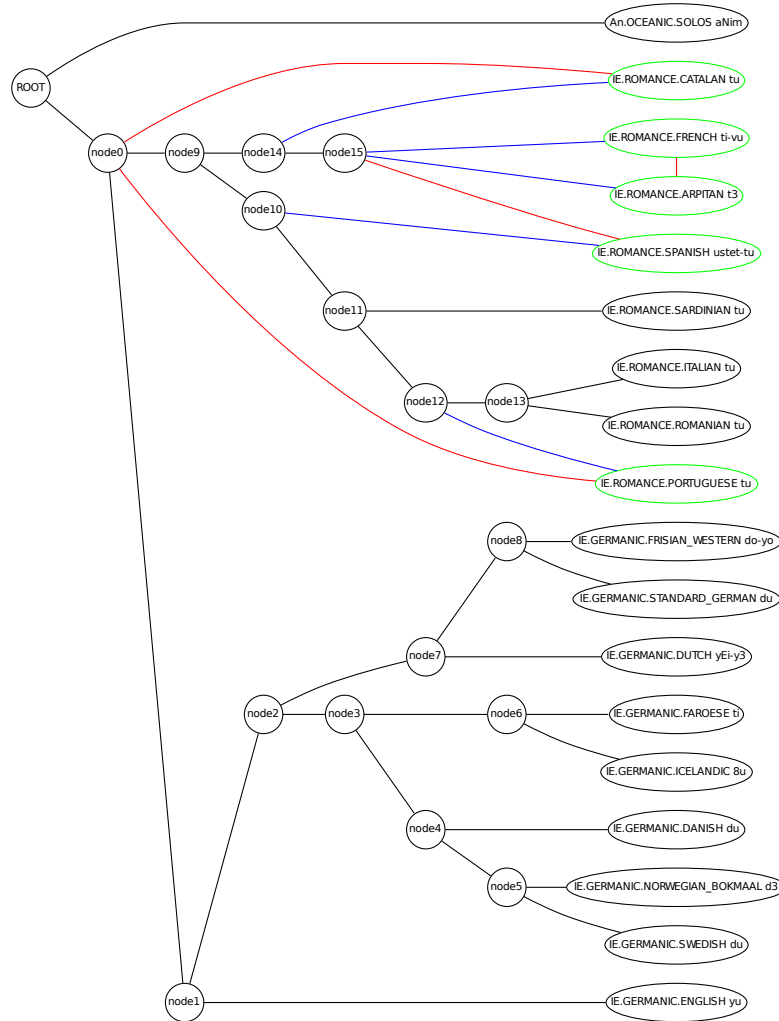 An.OCEANIC.SOLOS aNim
IE.ROMANCE.CATALAN tu
ROOT
IE.ROMANCE.FRENCH ti-vu
node0
node9
node14
node15
IE.ROMANCE.ARPITAN t3
node10
IE.ROMANCE.SPANISH ustet-tu
node11
IE.ROMANCE.SARDINIAN tu
IE.ROMANCE.ITALIAN tu
node12
node13
IE.ROMANCE.ROMANIAN tu
IE.ROMANCE.PORTUGUESE tu
node8
IE.GERMANIC.FRISIAN_WESTERN do-yo
IE.GERMANIC.STANDARD_GERMAN du
node7
IE.GERMANIC.DUTCH yEi-y3
node2
node3
node6
IE.GERMANIC.FAROESE ti
IE.GERMANIC.ICELANDIC 8u
node4
IE.GERMANIC.DANISH du
node5
IE.GERMANIC.NORWEGIAN_BOKMAAL d3
IE.GERMANIC.SWEDISH du
node1
IE.GERMANIC.ENGLISH yu